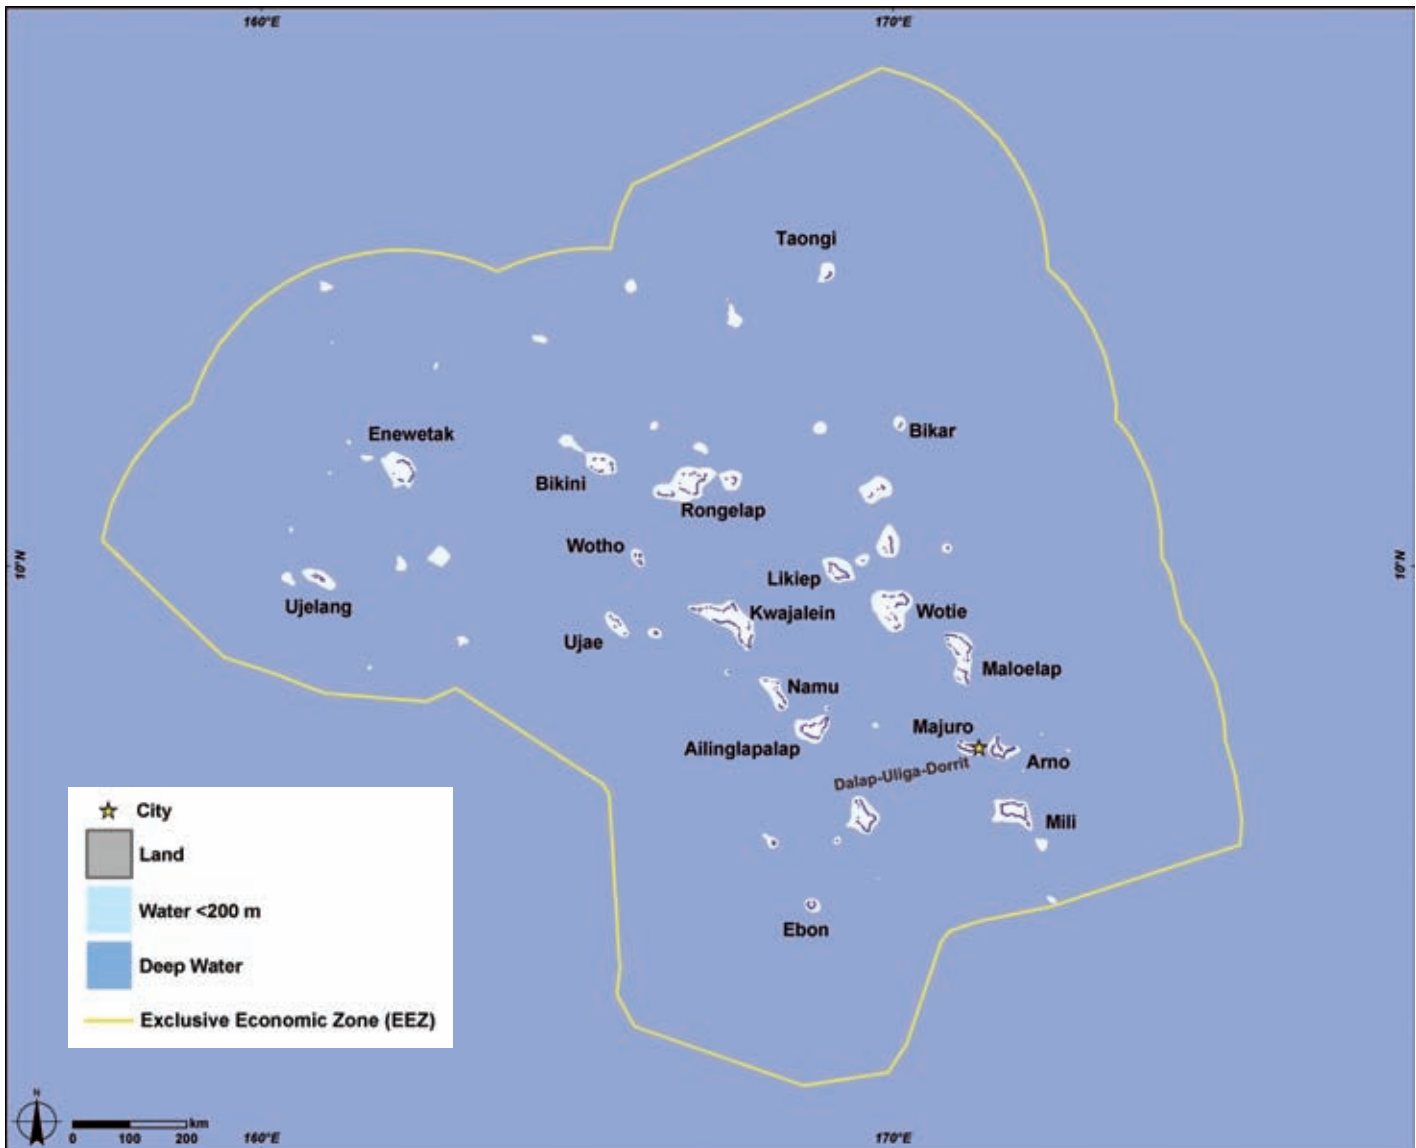 160°E 170°E
Taongi
Enewetak
Bikar
Bikini
Rongelap
Wotho
10°N
10°N
Likiep
Ujelang
Kwajalein
Wotje
Ujae
Maloelap
Namu
Majuro
Ailinglapalap
Arno
Dalap-Uliga-Dorrit
Mili
Ebon
City
Land
Water <200 m
Deep Water
Exclusive Economic Zone (EEZ)
N
km
0 100 200
160°E 170°E